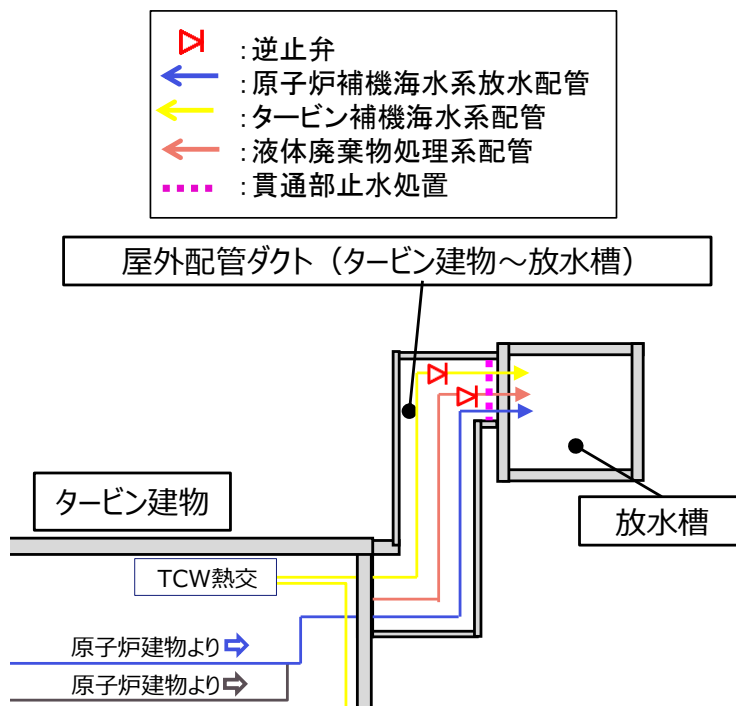 ：逆止弁
：原子炉補機海水系放水配管
：タービン補機海水系配管
：液体廃棄物処理系配管
：貫通部止水処置
屋外配管ダクト（タービン建物～放水槽）
タービン建物
放水槽
TCW熱交
原子炉建物より
原子炉建物より